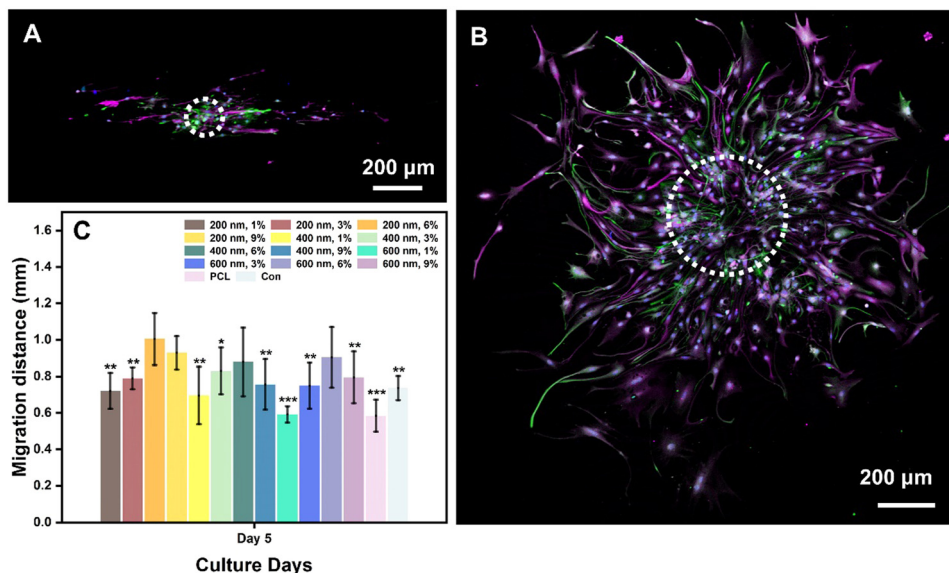 A
200 μm
B
200 μm
C
200 nm, 1% 200 nm, 3% 200 nm, 6%
200 nm, 9% 400 nm, 1% 400 nm, 3%
400 nm, 6% 400 nm, 9% 600 nm, 1%
600 nm, 3% 600 nm, 6% 600 nm, 9%
PCL Con
Migration distance (mm)
1.6
1.4
1.2
1.0
0.8
0.6
0.4
0.2
0.0
** ** ** * ** *** ** ** *** **
Day 5
Culture Days